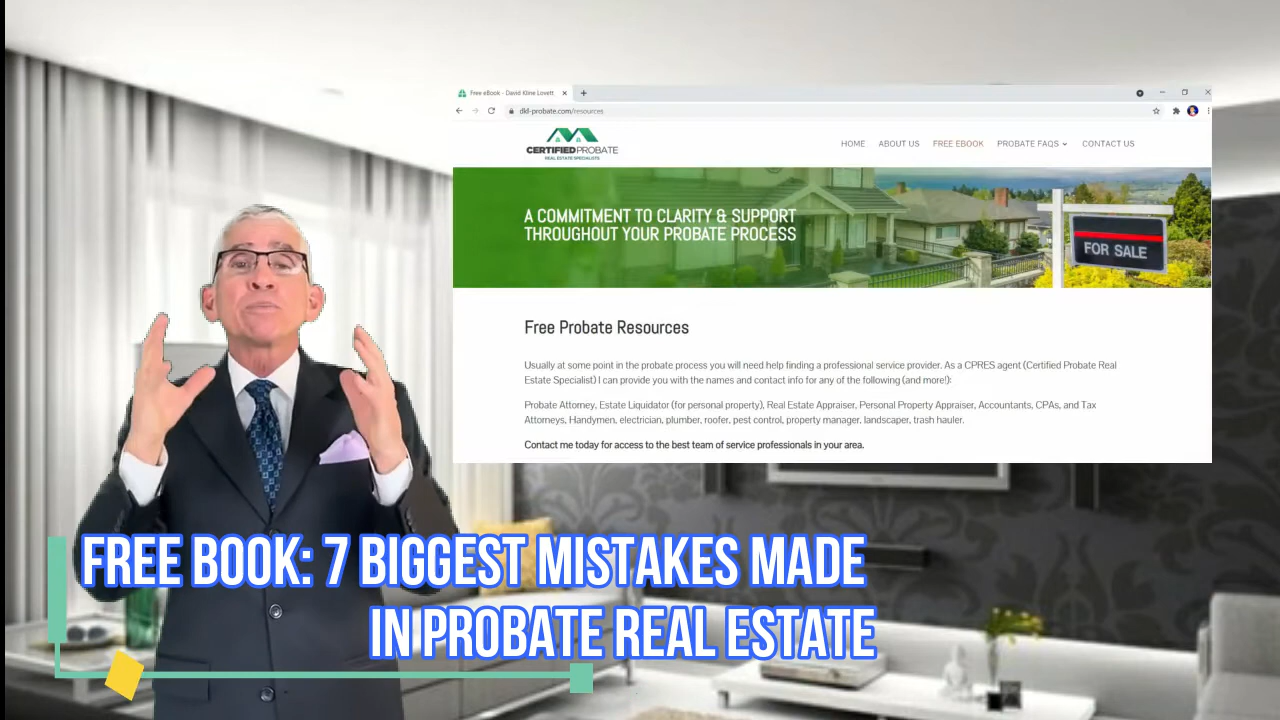 Free eBook - David Kline Lovett
dkl-probate.com/resources
CERTIFIEDPROBATE
REAL ESTATE SPECIALISTS
HOME ABOUT US FREE EBOOK PROBATE FAQS CONTACT US
A COMMITMENT TO CLARITY & SUPPORT
THROUGHOUT YOUR PROBATE PROCESS
FOR SALE
Free Probate Resources
Usually at some point in the probate process you will need help finding a professional service provider. As a CPRES agent (Certified Probate Real
Estate Specialist) I can provide you with the names and contact info for any of the following (and more!):
Probate Attorney, Estate Liquidator (for personal property), Real Estate Appraiser, Personal Property Appraiser, Accountants, CPAs, and Tax
Attorneys, Handymen, electrician, plumber, roofer, pest control, property manager, landscaper, trash hauler.
Contact me today for access to the best team of service professionals in your area.
FREE BOOK: 7 BIGGEST MISTAKES MADE
IN PROBATE REAL ESTATE